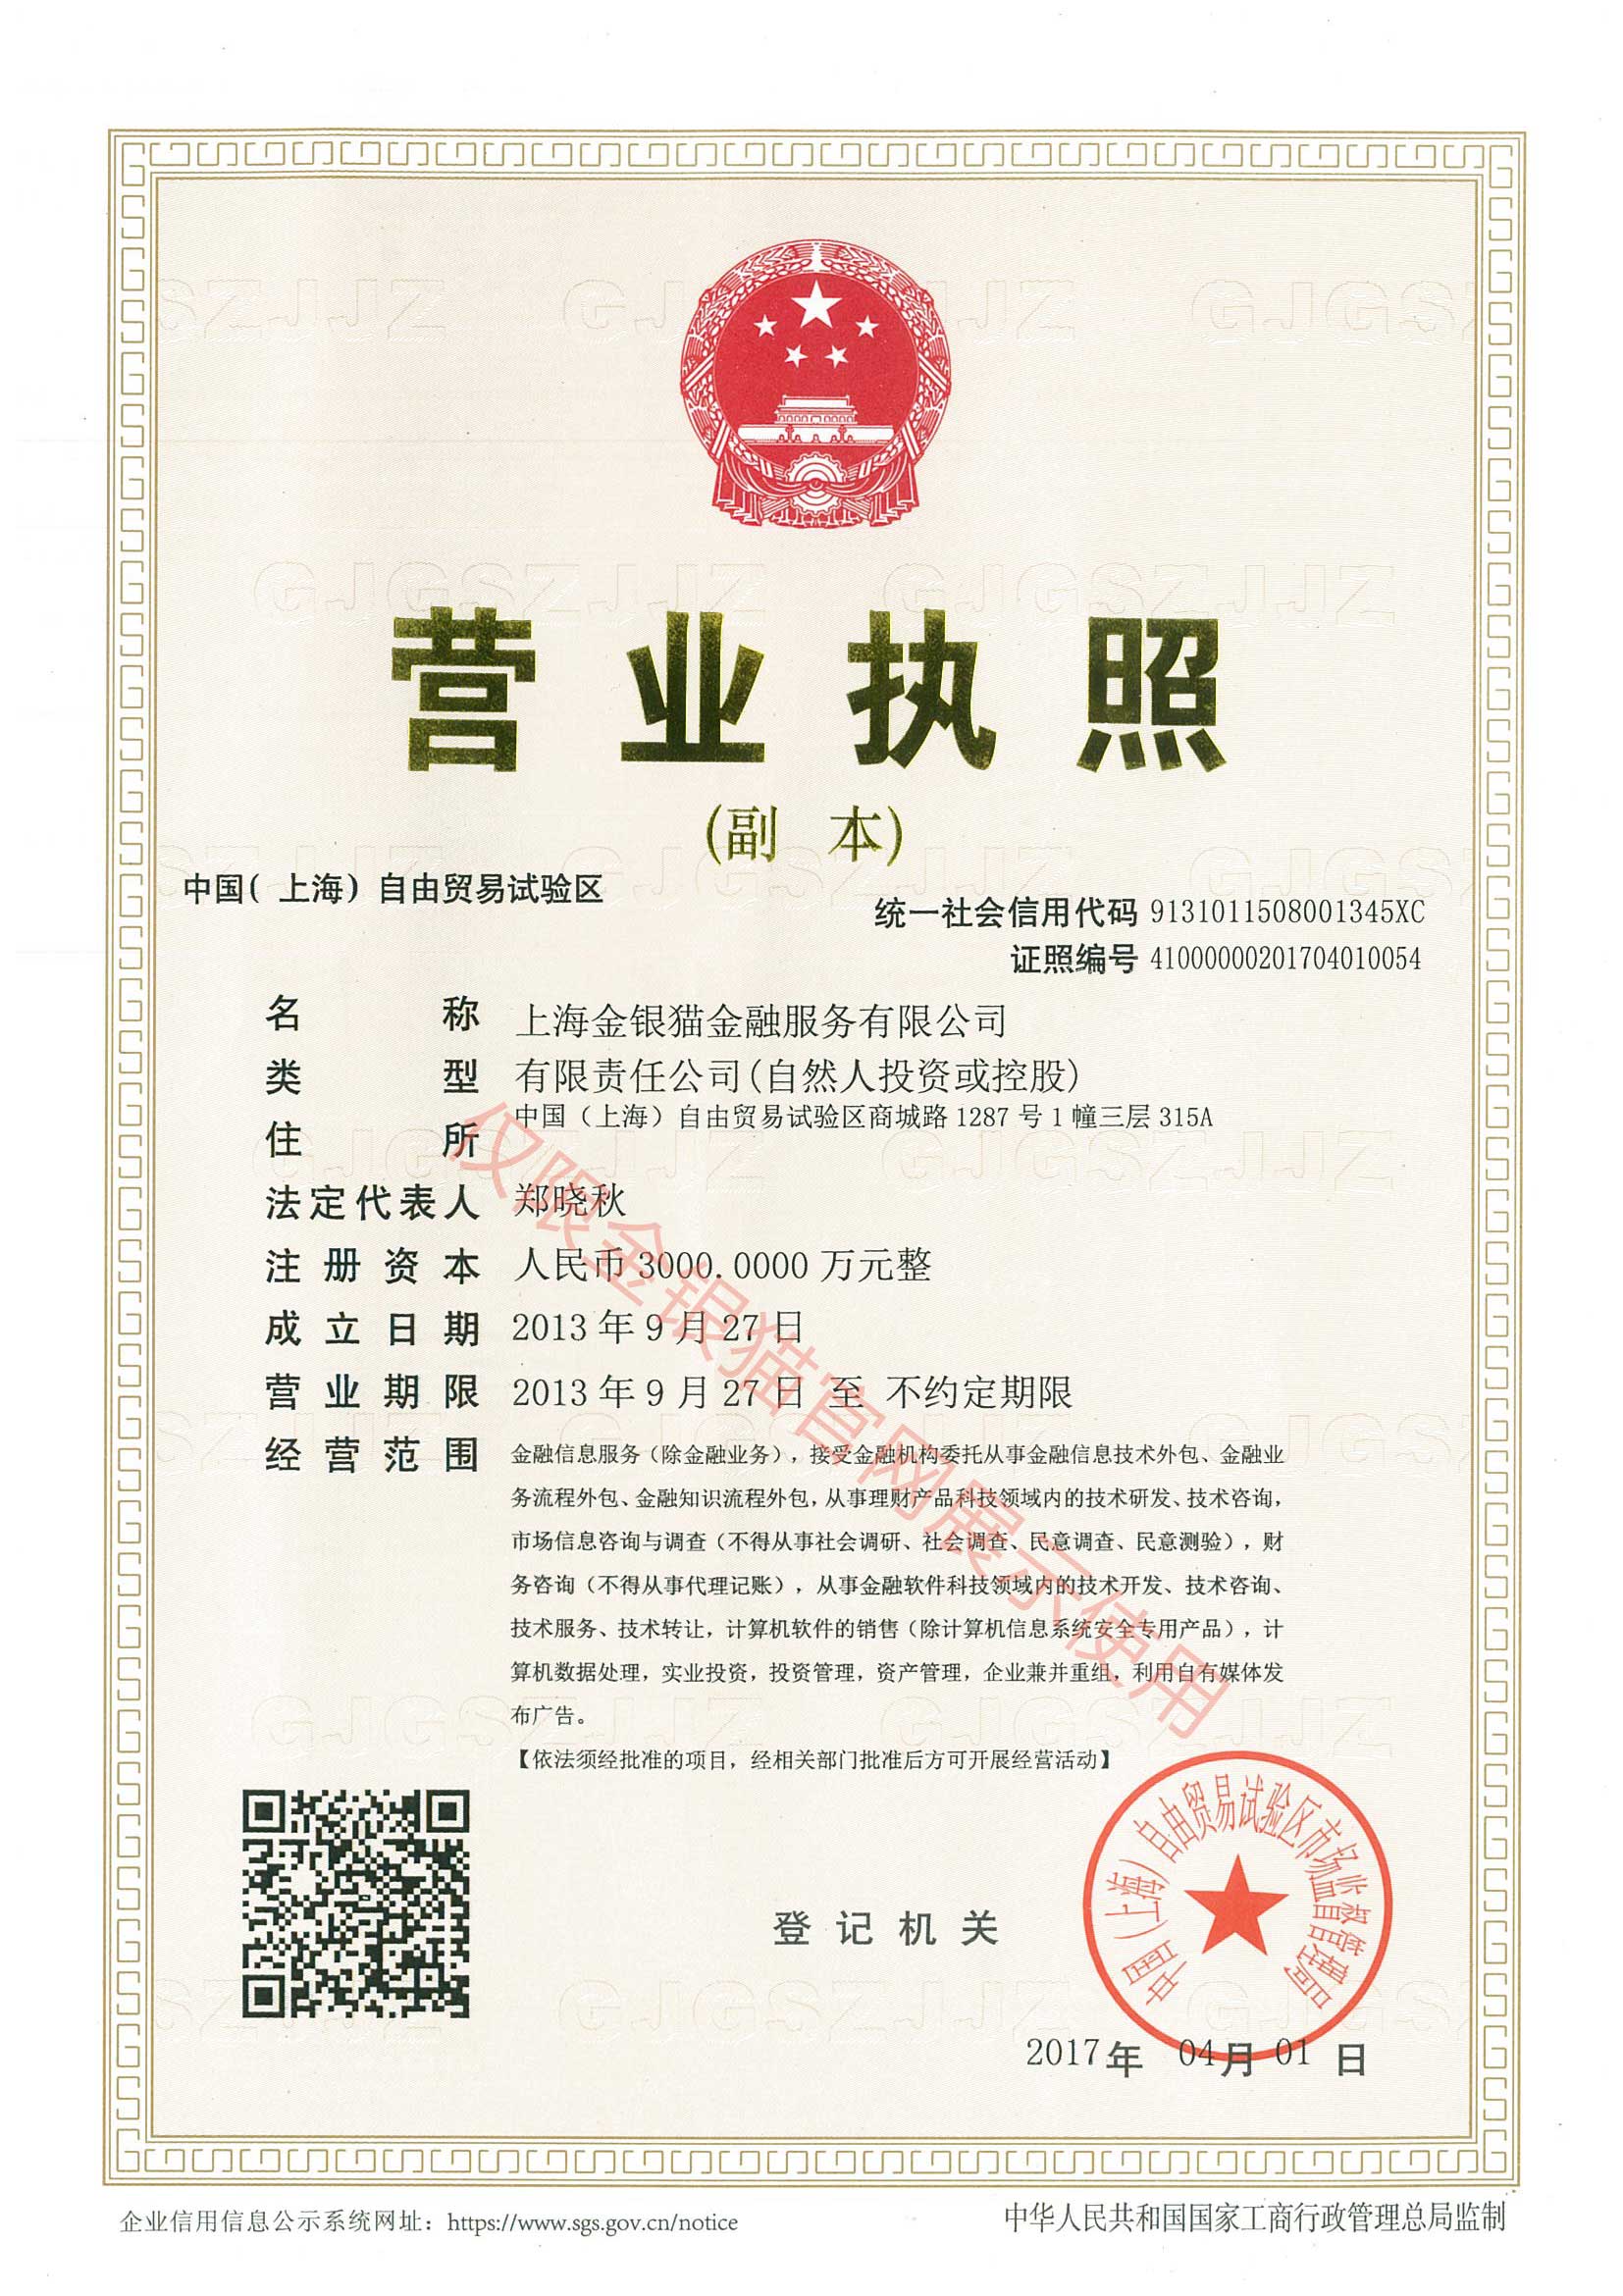 营业执照
(副 本)
中国(上海)自由贸易试验区
统一社会信用代码 9131011508001345XC
证照编号 41000000201704010054
名 称 上海金银猫金融服务有限公司
类 型 有限责任公司(自然人投资或控股)
住 所 中国(上海)自由贸易试验区商城路1287号1幢三层315A
法定代表人 郑晓秋
注册资本 人民币3000.0000万元整
成立日期 2013年9月27日
营业期限 2013年9月27日 至 不约定期限
经营范围 金融信息服务(除金融业务),接受金融机构委托从事金融信息技术外包、金融业
务流程外包、金融知识流程外包,从事理财产品科技领域内的技术研发、技术咨询,
市场信息咨询与调查(不得从事社会调研、社会调查、民意调查、民意测验),财
务咨询(不得从事代理记账),从事金融软件科技领域内的技术开发、技术咨询、
技术服务、技术转让,计算机软件的销售(除计算机信息系统安全专用产品),计
算机数据处理,实业投资,投资管理,资产管理,企业兼并重组,利用自有媒体发
布广告。
【依法须经批准的项目,经相关部门批准后方可开展经营活动】
仅限金银猫官网展示使用
登记机关
中国(上海)自由贸易试验区市场监督管理局
2017年 04月 01日
企业信用信息公示系统网址:https://www.sgs.gov.cn/notice
中华人民共和国国家工商行政管理总局监制
GJGSZJJZ